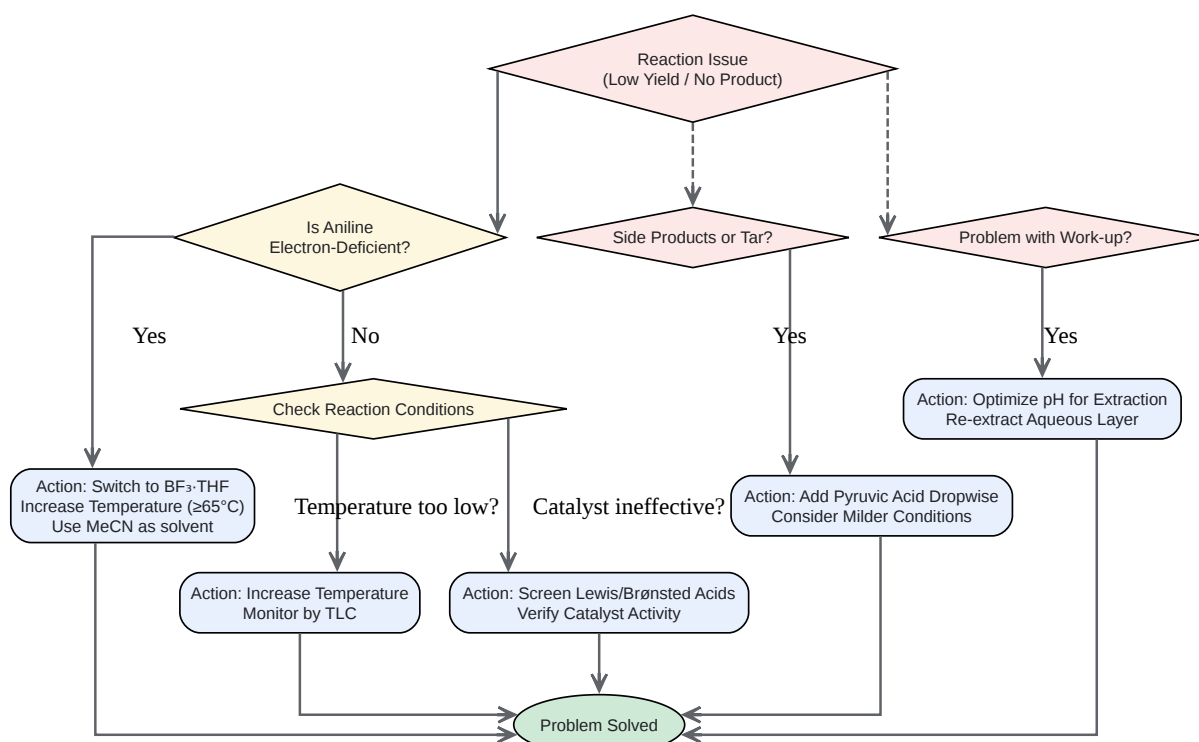 Reaction Issue
(Low Yield / No Product)
Is Aniline
Electron-Deficient?
Side Products or Tar?
Problem with Work-up?
Yes
No
Yes
Yes
Check Reaction Conditions
Action: Optimize pH for Extraction
Re-extract Aqueous Layer
Action: Switch to BF₃·THF
Increase Temperature (≥65°C)
Use MeCN as solvent
Temperature too low?
Catalyst ineffective?
Action: Add Pyruvic Acid Dropwise
Consider Milder Conditions
Action: Increase Temperature
Monitor by TLC
Action: Screen Lewis/Brønsted Acids
Verify Catalyst Activity
Problem Solved